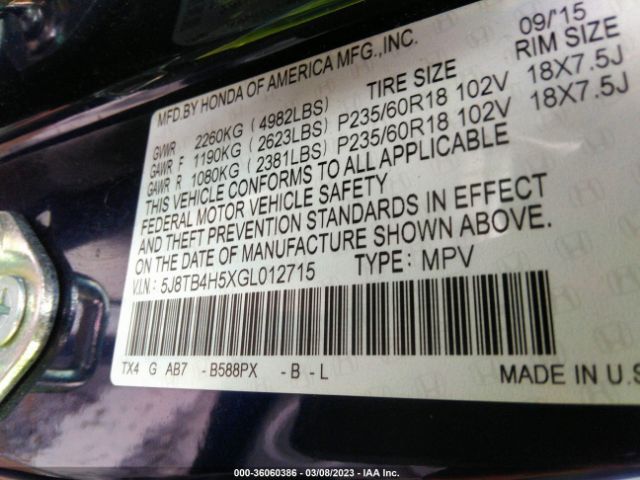 MFD.BY HONDA OF AMERICA MFG.,INC. 09/'15
TIRE SIZE RIM SIZE
GVWR 2260KG ( 4982LBS)
GAWR F 1190KG ( 2623LBS) P235/60R18 102V 18X7.5J
GAWR R 1080KG ( 2381LBS) P235/60R18 102V 18X7.5J
THIS VEHICLE CONFORMS TO ALL APPLICABLE
FEDERAL MOTOR VEHICLE SAFETY
AND THEFT PREVENTION STANDARDS IN EFFECT
ON THE DATE OF MANUFACTURE SHOWN ABOVE.
V.I.N.: 5J8TB4H5XGL012715 TYPE: MPV
TX4 G AB7 - B588PX - B - L
MADE IN U.S
000-36060386 - 03/08/2023 - IAA Inc.